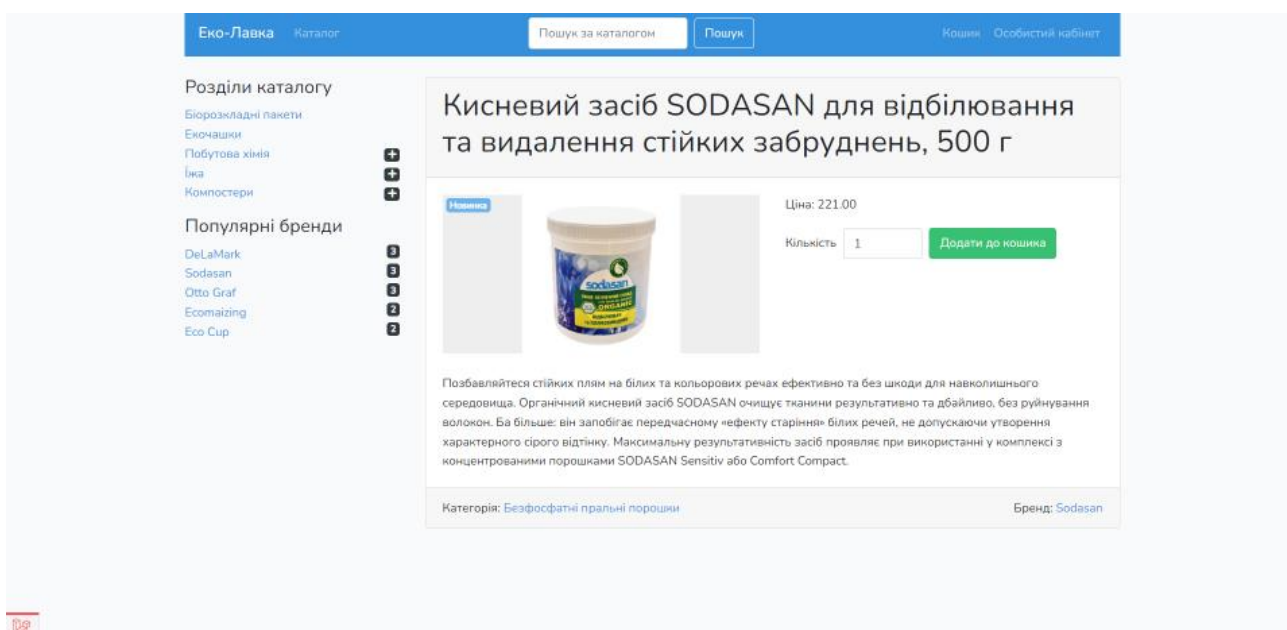 Еко-Лавка Каталог Пошук за каталогом Пошук Кошик Особистий кабінет
Розділи каталогу
Біорозкладні пакети
Екочашки
Побутова хімія
Їжа
Компостери
Популярні бренди
DeLaMark 3
Sodasan 3
Otto Graf 3
Ecomaizing 2
Eco Cup 2
Кисневий засіб SODASAN для відбілювання
та видалення стійких забруднень, 500 г
Новинка
sodasan
ORGANIC
Ціна: 221.00
Кількість 1 Додати до кошика
Позбавляйтеся стійких плям на білих та кольорових речах ефективно та без шкоди для навколишнього
середовища. Органічний кисневий засіб SODASAN очищує тканини результативно та дбайливо, без руйнування
волокон. Ба більше: він запобігає передчасному «ефекту старіння» білих речей, не допускаючи утворення
характерного сірого відтінку. Максимальну результативність засіб проявляє при використанні у комплексі з
концентрованими порошками SODASAN Sensitiv або Comfort Compact.
Категорія: Безфосфатні пральні порошки Бренд: Sodasan